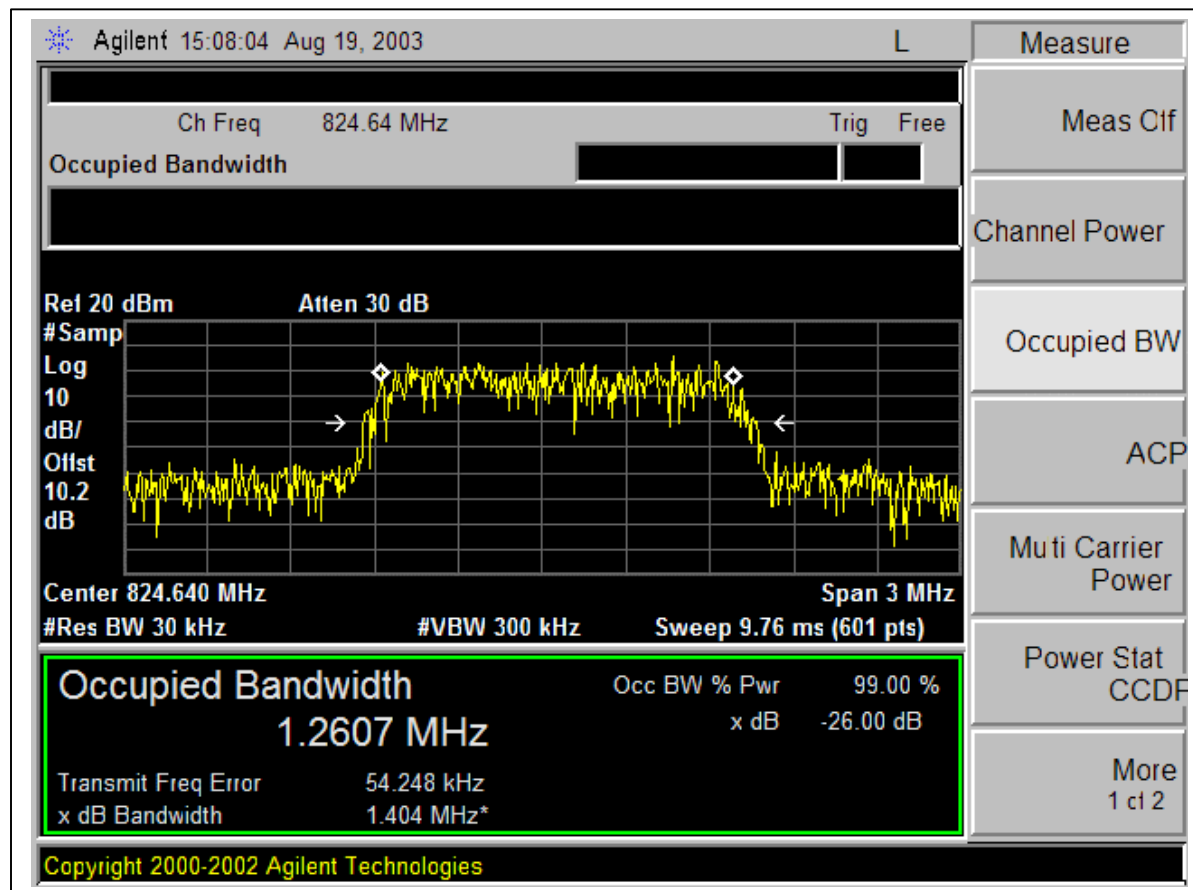 Agilent 15:08:04 Aug 19, 2003 L
Measure
Ch Freq 824.64 MHz Trig Free
Occupied Bandwidth
Meas Off
Channel Power
Occupied BW
ACP
Multi Carrier
Power
Power Stat
CCDF
More
1 of 2
Ref 20 dBm Atten 30 dB
#Samp
Log
10
dB/
Offst
10.2
dB
Center 824.640 MHz Span 3 MHz
#Res BW 30 kHz #VBW 300 kHz Sweep 9.76 ms (601 pts)
Occupied Bandwidth
1.2607 MHz
Occ BW % Pwr 99.00 %
x dB -26.00 dB
Transmit Freq Error 54.248 kHz
x dB Bandwidth 1.404 MHz*
Copyright 2000-2002 Agilent Technologies